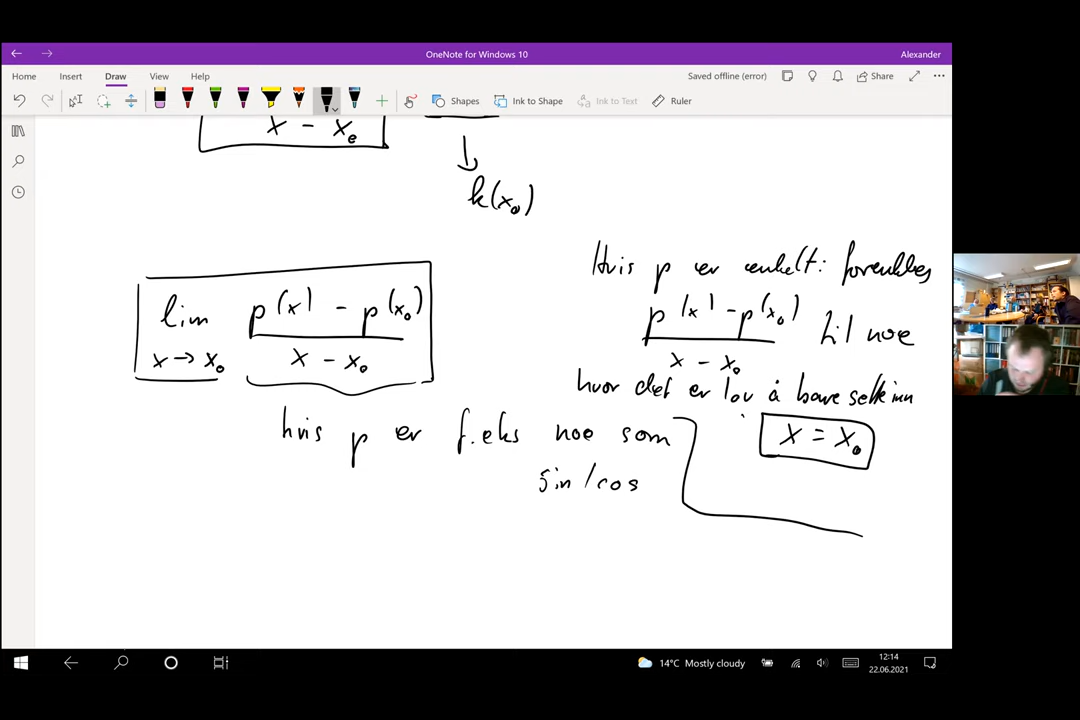 OneNote for Windows 10
Alexander
Home Insert Draw View Help
Saved offline (error)
Share
Shapes
Ink to Shape
Ink to Text
Ruler
x - xₑ
k(x₀)
lim p(x) - p(x₀)
x → x₀ x - x₀
Hvis p er enkelt: forenkles
p(x) - p(x₀) til noe
x - x₀
hvor det er lov å bare sette inn
x = x₀
hvis p er f.eks noe som
sin/cos
14°C Mostly cloudy
12:14
22.06.2021